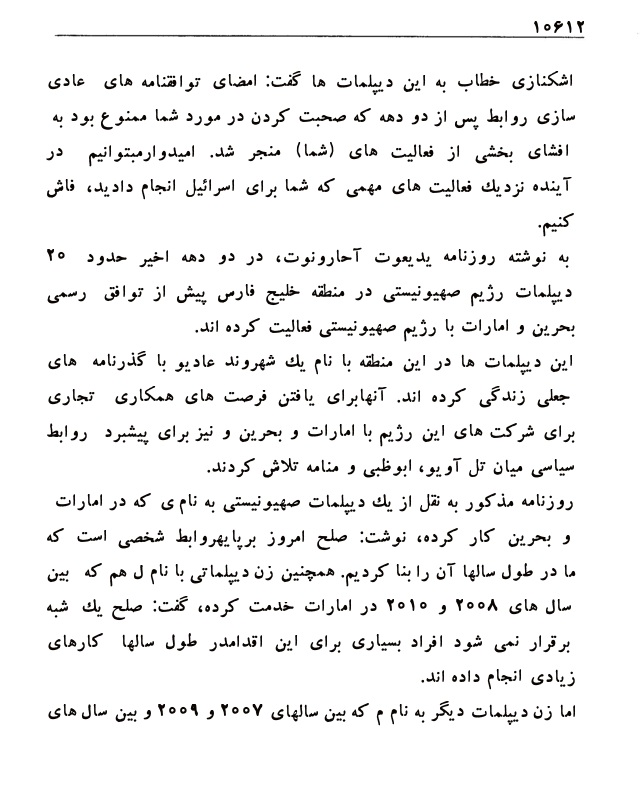 ۱۰۶۱۲
اشکنازی خطاب به این دیپلمات ها گفت: امضای توافقنامه های عادی
سازی روابط پس از دو دهه که صحبت کردن در مورد شما ممنوع بود به
افشای بخشی از فعالیت های (شما) منجر شد. امیدوارمبتوانیم در
آینده نزدیك فعالیت های مهمی که شما برای اسرائیل انجام دادید، فاش
کنیم.
به نوشته روزنامه یدیعوت آحارونوت، در دو دهه اخیر حدود ۲۰
دیپلمات رژیم صهیونیستی در منطقه خلیج فارس پیش از توافق رسمی
بحرین و امارات با رژیم صهیونیستی فعالیت کرده اند.
این دیپلمات ها در این منطقه با نام یك شهروند عادیو با گذرنامه های
جعلی زندگی کرده اند. آنهابرای یافتن فرصت های همکاری تجاری
برای شرکت های این رژیم با امارات و بحرین و نیز برای پیشبرد روابط
سیاسی میان تل آویو، ابوظبی و منامه تلاش کردند.
روزنامه مذکور به نقل از یك دیپلمات صهیونیستی به نام ی که در امارات
و بحرین کار کرده، نوشت: صلح امروز برپایهروابط شخصی است که
ما در طول سالها آن را بنا کردیم. همچنین زن دیپلماتی با نام ل هم که بین
سال های ۲۰۰۸ و ۲۰۱۰ در امارات خدمت کرده، گفت: صلح یك شبه
برقرار نمی شود افراد بسیاری برای این اقدامدر طول سالها کارهای
زیادی انجام داده اند.
اما زن دیپلمات دیگر به نام م که بین سالهای ۲۰۰۷ و ۲۰۰۹ و بین سال های